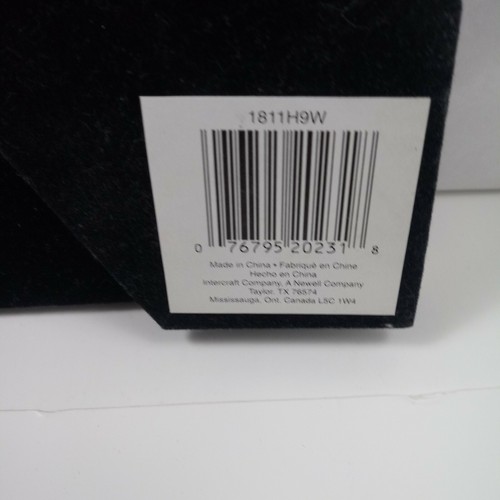 1811H9W
0 76795 20231 8
Made in China • Fabriqué en Chine
Hecho en China
Intercraft Company, A Newell Company
Taylor, TX 76574
Mississauga, Ont. Canada L5C 1W4